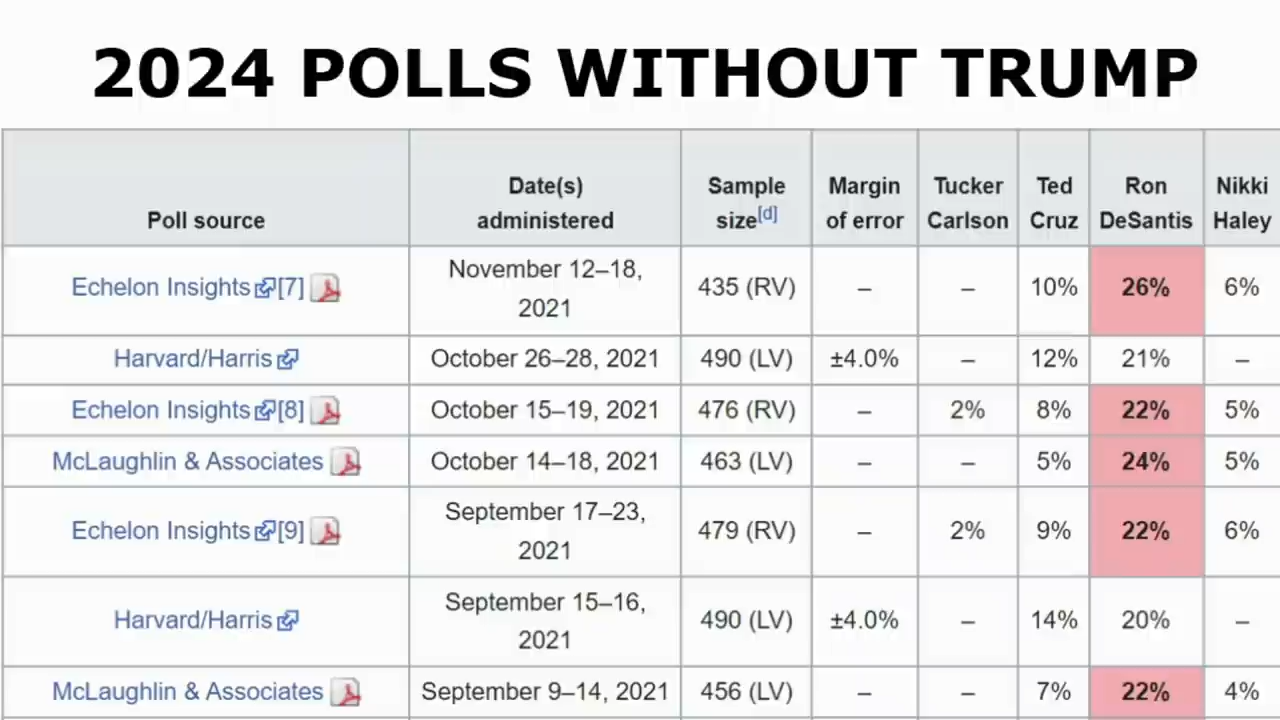 2024 POLLS WITHOUT TRUMP
Poll source Date(s) administered Sample size[d] Margin of error Tucker Carlson Ted Cruz Ron DeSantis Nikki Haley
Echelon Insights [7] November 12–18, 2021 435 (RV) – – 10% 26% 6%
Harvard/Harris October 26–28, 2021 490 (LV) ±4.0% – 12% 21% –
Echelon Insights [8] October 15–19, 2021 476 (RV) – 2% 8% 22% 5%
McLaughlin & Associates October 14–18, 2021 463 (LV) – – 5% 24% 5%
Echelon Insights [9] September 17–23, 2021 479 (RV) – 2% 9% 22% 6%
Harvard/Harris September 15–16, 2021 490 (LV) ±4.0% – 14% 20% –
McLaughlin & Associates September 9–14, 2021 456 (LV) – – 7% 22% 4%